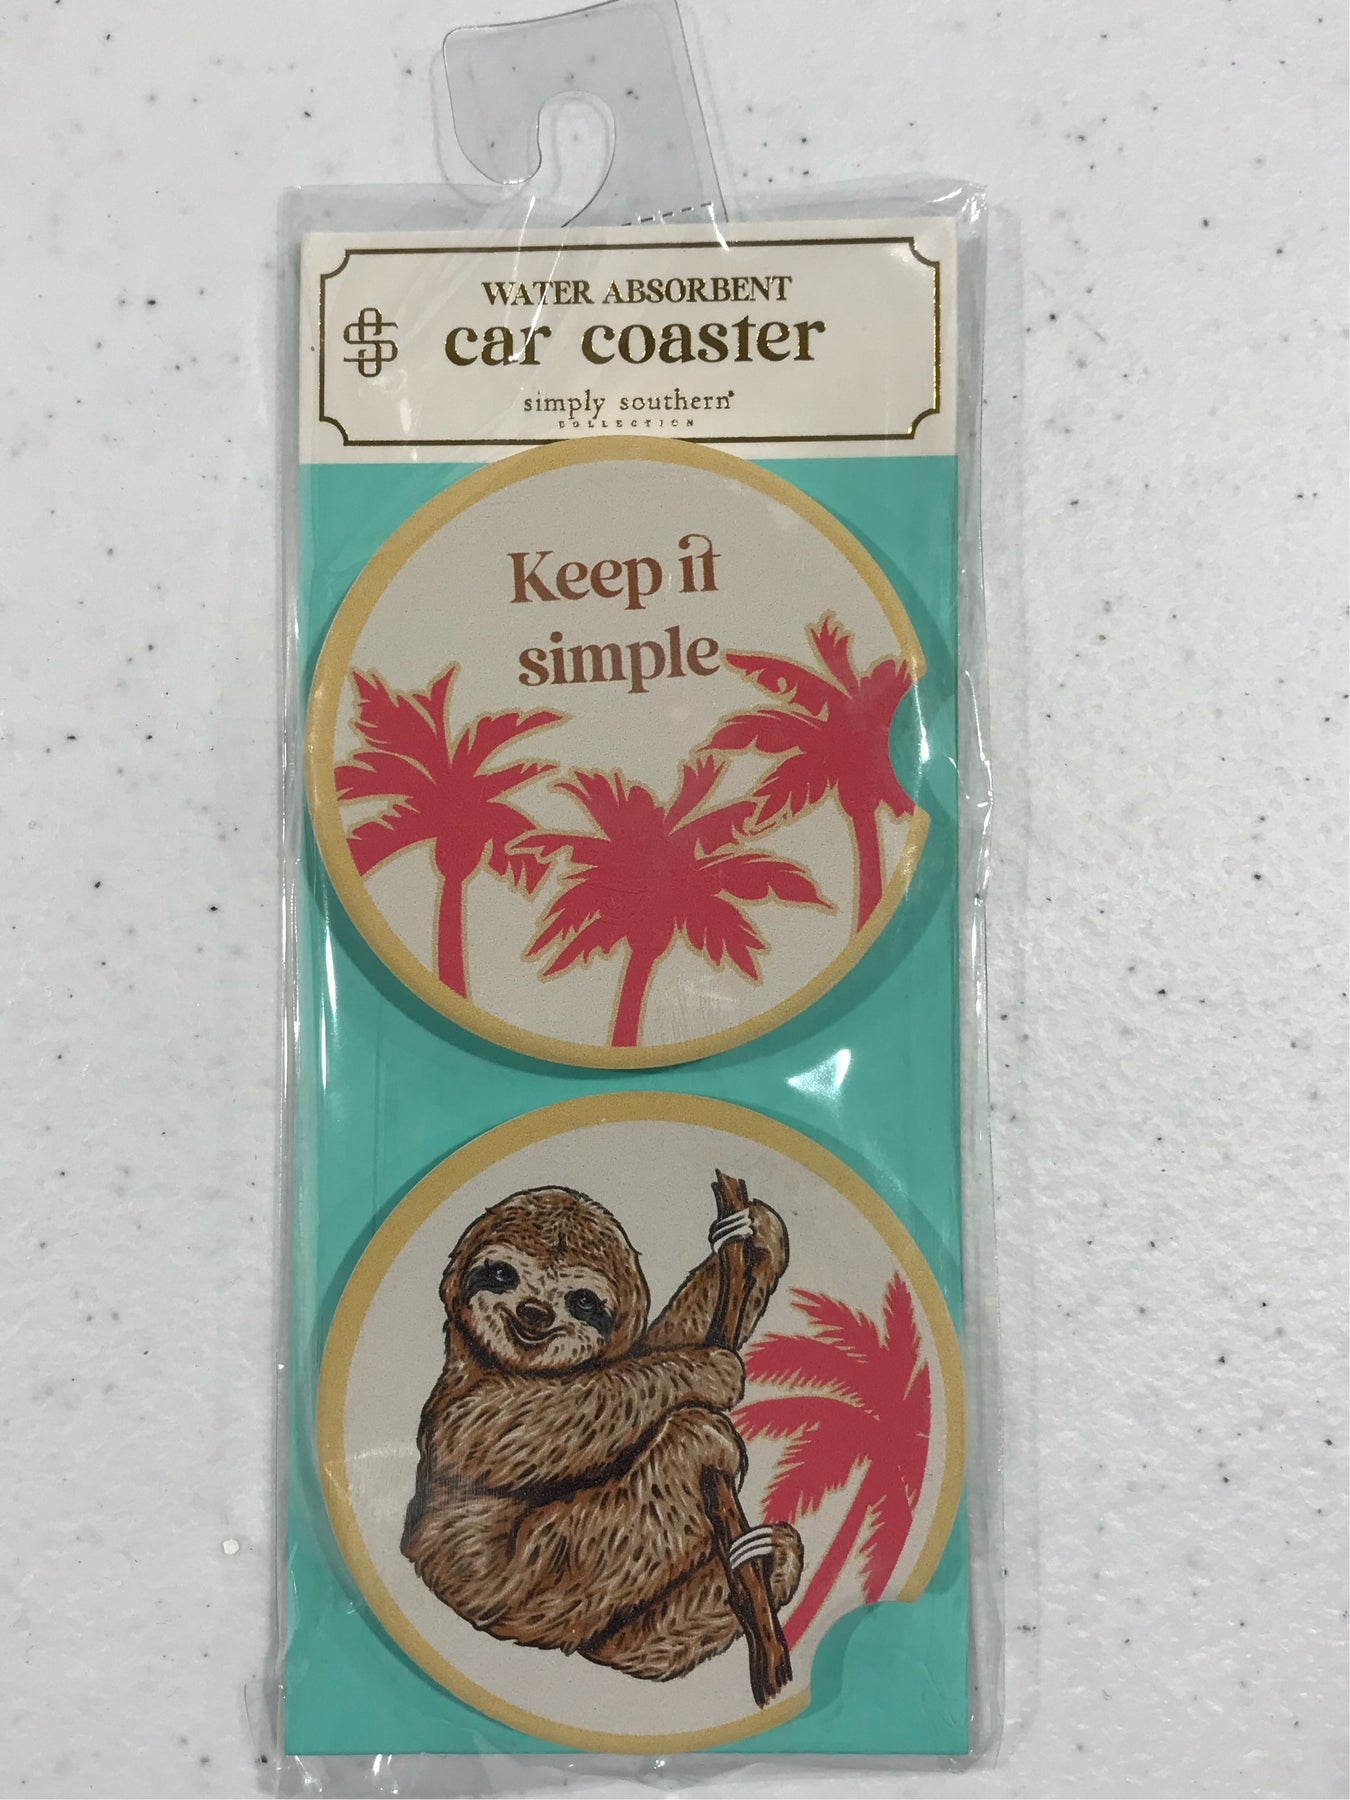 WATER ABSORBENT
car coaster
simply southern
COLLECTION
Keep it
simple